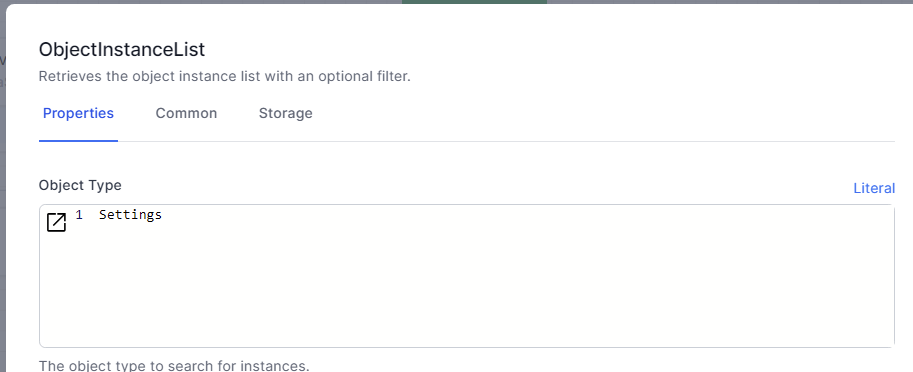 ObjectInstanceList
Retrieves the object instance list with an optional filter.
Properties Common Storage
Object Type
Literal
1 Settings
The object type to search for instances.